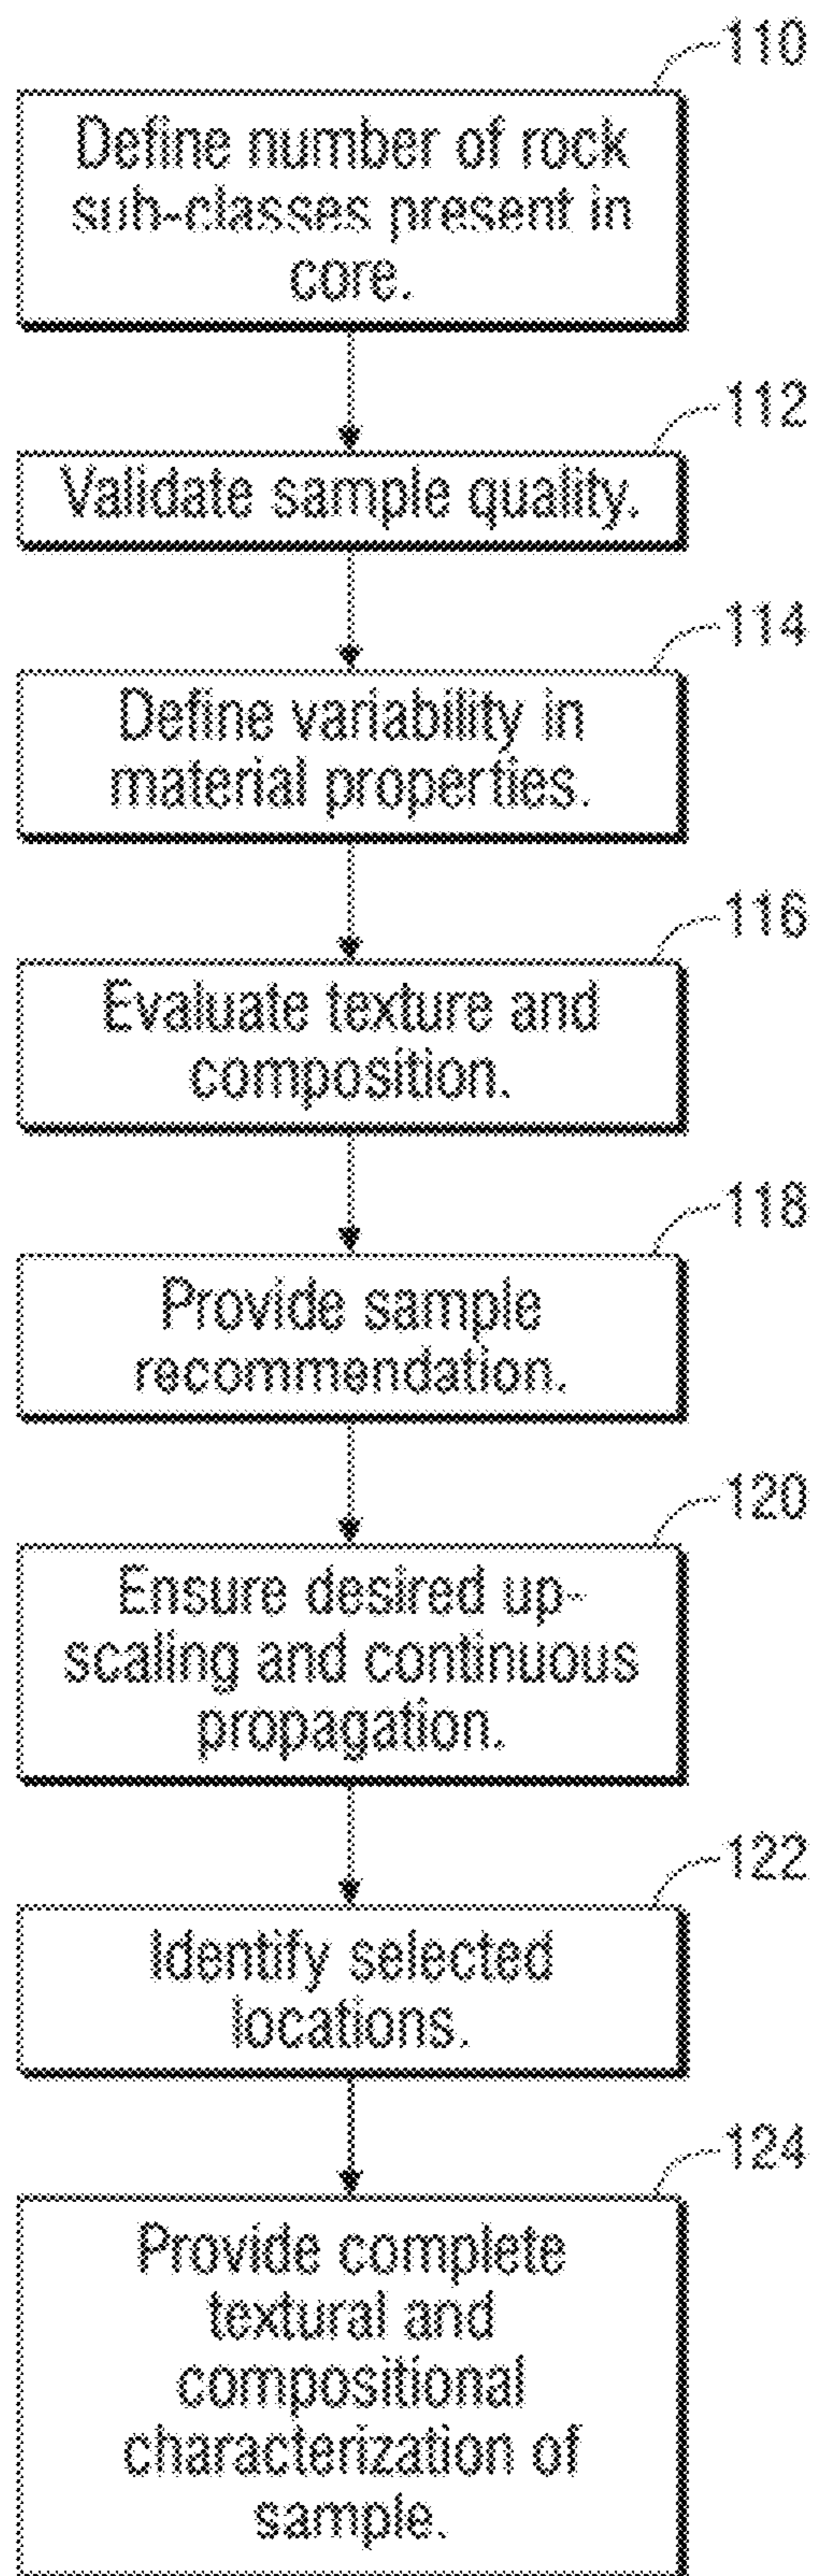 110
Define number of rock
sub-classes present in
core.
112
Validate sample quality.
114
Define variability in
material properties.
116
Evaluate texture and
composition.
118
Provide sample
recommendation.
120
Ensure desired up-
scaling and continuous
propagation.
122
Identify selected
locations.
124
Provide complete
textural and
compositional
characterization of
sample.